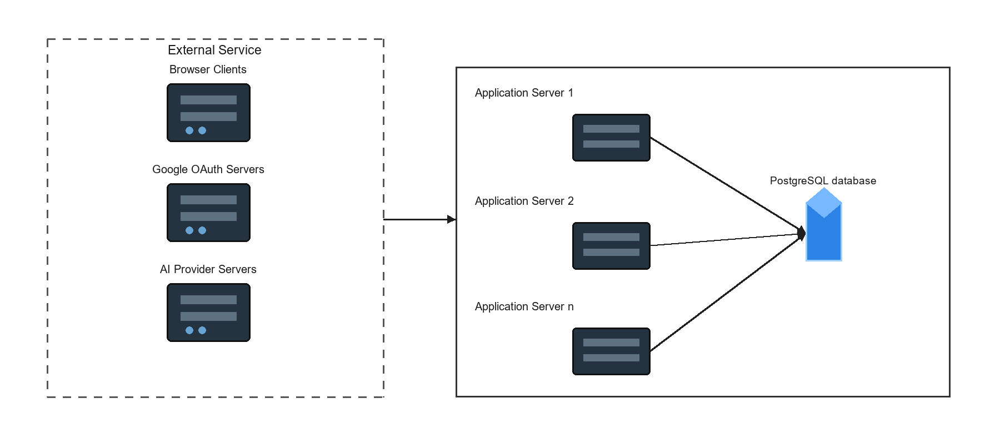 External Service
Browser Clients
Google OAuth Servers
AI Provider Servers
Application Server 1
Application Server 2
Application Server n
PostgreSQL database